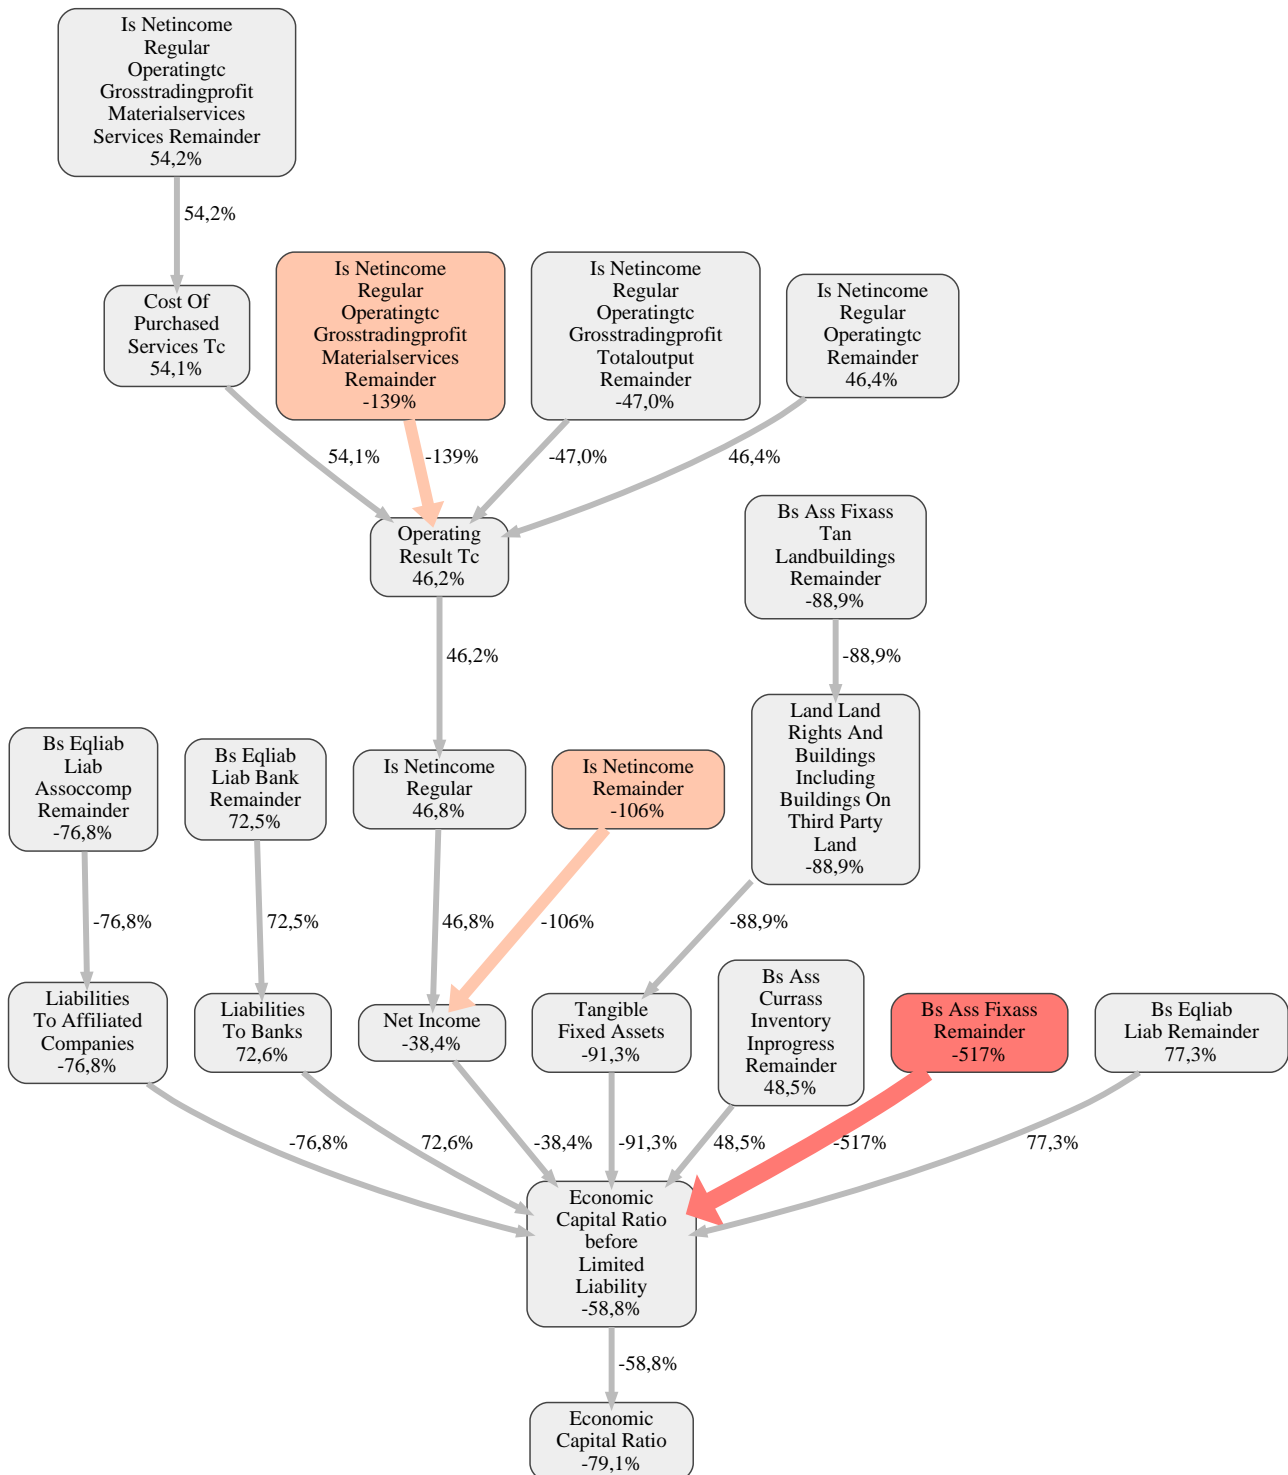 Is Netincome
Regular
Operatingtc
Grosstradingprofit
Materialservices
Services Remainder
54,2%
54,2%
Cost Of
Purchased
Services Tc
54,1%
Is Netincome
Regular
Operatingtc
Grosstradingprofit
Materialservices
Remainder
-139%
Is Netincome
Regular
Operatingtc
Grosstradingprofit
Totaloutput
Remainder
-47,0%
Is Netincome
Regular
Operatingtc
Remainder
46,4%
54,1%
-139%
-47,0%
46,4%
Operating
Result Tc
46,2%
Bs Ass Fixass
Tan
Landbuildings
Remainder
-88,9%
46,2%
-88,9%
Bs Eqliab
Liab
Assoccomp
Remainder
-76,8%
Bs Eqliab
Liab Bank
Remainder
72,5%
Is Netincome
Regular
46,8%
Is Netincome
Remainder
-106%
Land Land
Rights And
Buildings
Including
Buildings On
Third Party
Land
-88,9%
-76,8%
72,5%
46,8%
-106%
-88,9%
Liabilities
To Affiliated
Companies
-76,8%
Liabilities
To Banks
72,6%
Net Income
-38,4%
Tangible
Fixed Assets
-91,3%
Bs Ass
Currass
Inventory
Inprogress
Remainder
48,5%
Bs Ass Fixass
Remainder
-517%
Bs Eqliab
Liab Remainder
77,3%
-76,8%
72,6%
-38,4%
-91,3%
48,5%
-517%
77,3%
Economic
Capital Ratio
before
Limited
Liability
-58,8%
-58,8%
Economic
Capital Ratio
-79,1%